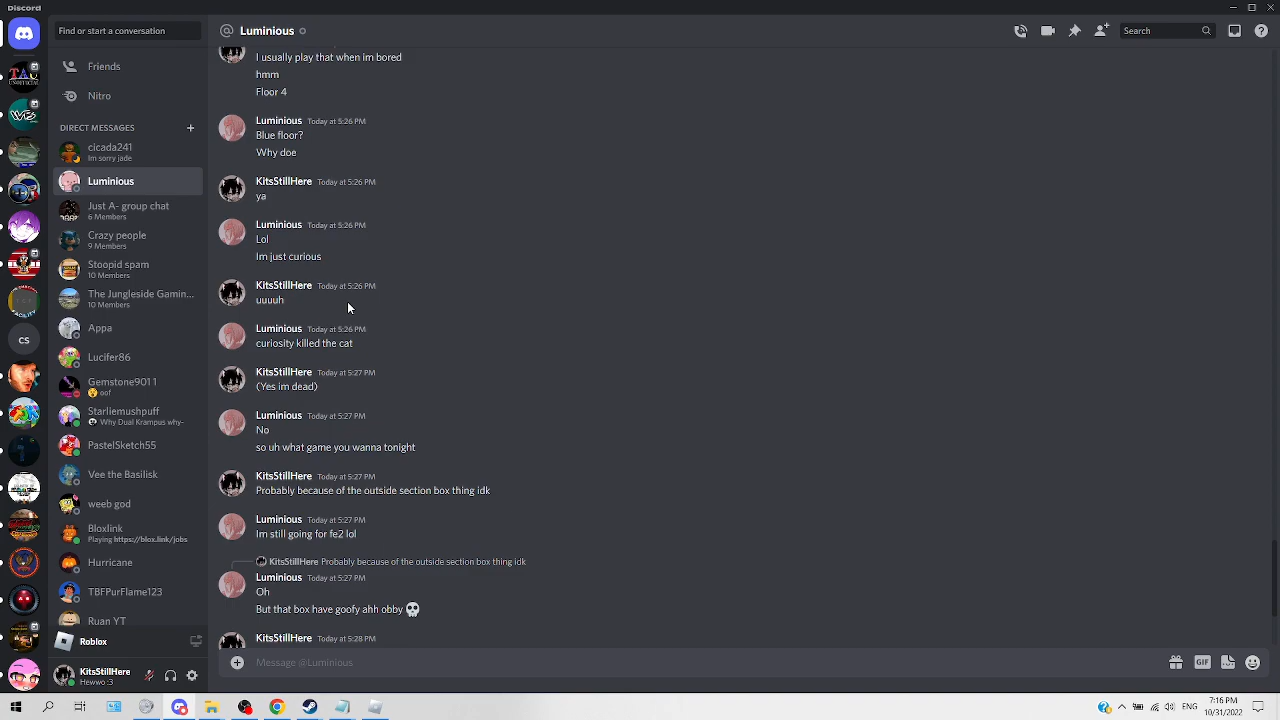 Discord
Find or start a conversation
Friends
Nitro
DIRECT MESSAGES
cicada241
Im sorry jade
Luminious
Just A- group chat
6 Members
Crazy people
9 Members
Stoopid spam
10 Members
The Jungleside Gamin...
10 Members
Appa
Lucifer86
Gemstone9011
oof
Starliemushpuff
Why Dual Krampus why-
PastelSketch55
Vee the Basilisk
weeb god
Bloxlink
Playing https://blox.link/jobs
Hurricane
TBFPurFlame123
Ruan YT
Roblox
KitsStillHere
Hewwo :3
CS
@ Luminious
Search
I usually play that when im bored
hmm
Floor 4
Luminious Today at 5:26 PM
Blue floor?
Why doe
KitsStillHere Today at 5:26 PM
ya
Luminious Today at 5:26 PM
Lol
Im just curious
KitsStillHere Today at 5:26 PM
uuuuh
Luminious Today at 5:26 PM
curiosity killed the cat
KitsStillHere Today at 5:27 PM
(Yes im dead)
Luminious Today at 5:27 PM
No
so uh what game you wanna tonight
KitsStillHere Today at 5:27 PM
Probably because of the outside section box thing idk
Luminious Today at 5:27 PM
Im still going for fe2 lol
KitsStillHere Probably because of the outside section box thing idk
Luminious Today at 5:27 PM
Oh
But that box have goofy ahh obby 💀
KitsStillHere Today at 5:28 PM
Message @Luminious
GIF
ENG
7:16 PM
10/31/2022